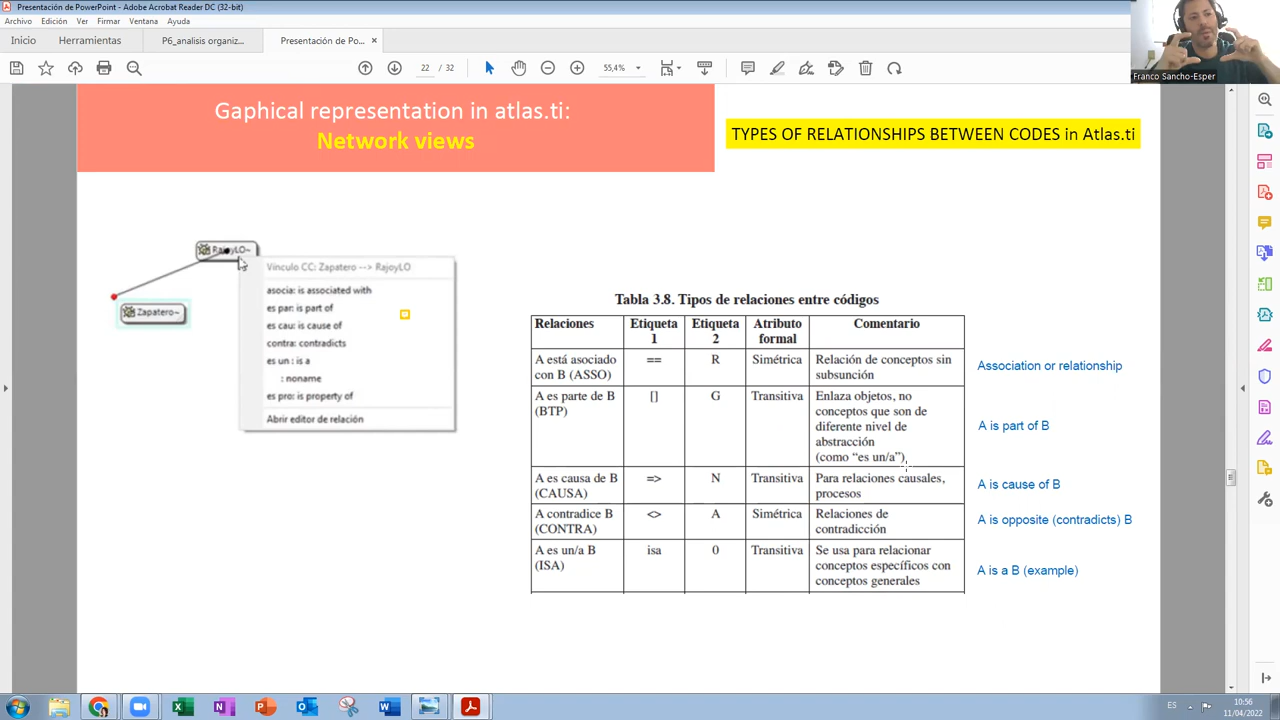 Presentación de PowerPoint - Adobe Acrobat Reader DC (32-bit)
Archivo Edición Ver Firmar Ventana Ayuda
Inicio Herramientas P6_analisis organiz... Presentación de Po... ×
22 / 32 55,4%
Franco Sancho-Esper
Gaphical representation in atlas.ti:
Network views
TYPES OF RELATIONSHIPS BETWEEN CODES in Atlas.ti
RajoyLO~
Zapatero~
Vínculo CC: Zapatero --> RajoyLO
asocia: is associated with
es par: is part of
es cau: is cause of
contra: contradicts
es un : is a
: noname
es pro: is property of
Abrir editor de relación
Tabla 3.8. Tipos de relaciones entre códigos
Relaciones Etiqueta 1 Etiqueta 2 Atributo formal Comentario
A está asociado con B (ASSO) == R Simétrica Relación de conceptos sin subsunción
Association or relationship
A es parte de B (BTP) [] G Transitiva Enlaza objetos, no conceptos que son de diferente nivel de abstracción (como “es un/a”)
A is part of B
A es causa de B (CAUSA) => N Transitiva Para relaciones causales, procesos
A is cause of B
A contradice B (CONTRA) <> A Simétrica Relaciones de contradicción
A is opposite (contradicts) B
A es un/a B (ISA) isa 0 Transitiva Se usa para relacionar conceptos específicos con conceptos generales
A is a B (example)
ES
10:56
11/04/2022